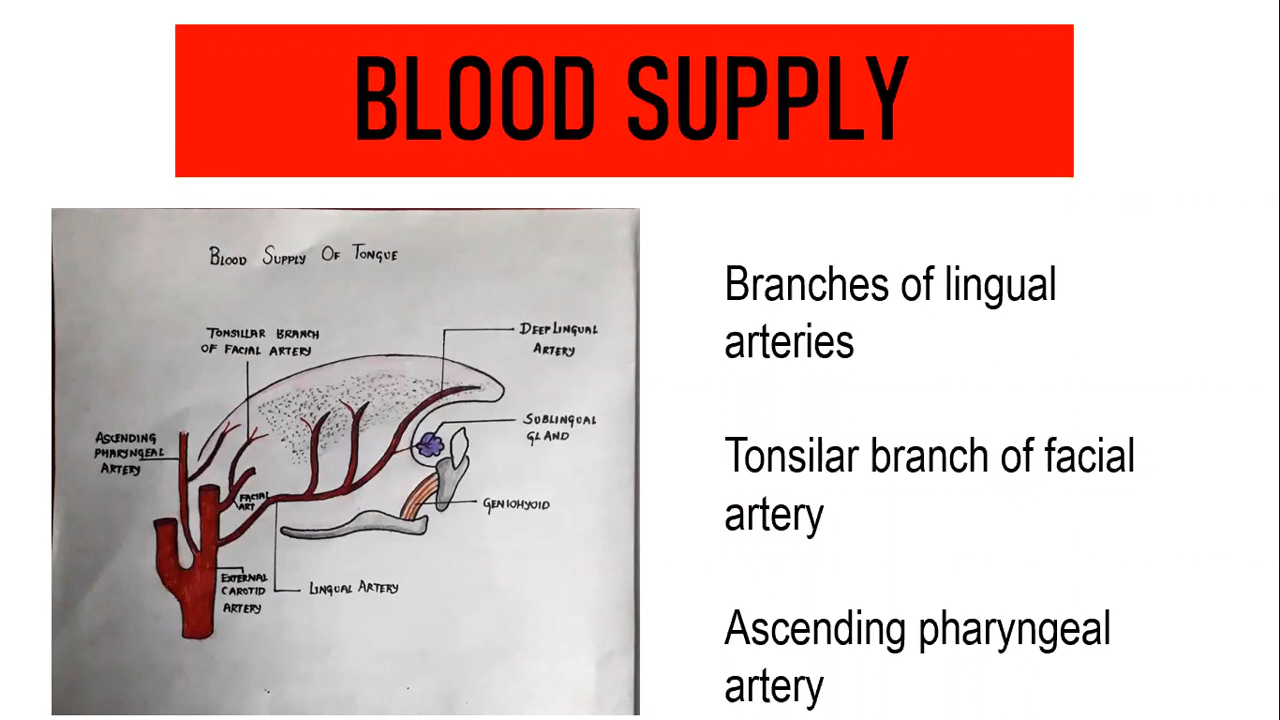 BLOOD SUPPLY
BLOOD SUPPLY OF TONGUE
TONSILLAR BRANCH
OF FACIAL ARTERY
DEEP LINGUAL
ARTERY
SUBLINGUAL
GLAND
ASCENDING
PHARYNGEAL
ARTERY
FACIAL
ART
GENIOHYOID
EXTERNAL
CAROTID
ARTERY
LINGUAL ARTERY
Branches of lingual
arteries
Tonsilar branch of facial
artery
Ascending pharyngeal
artery